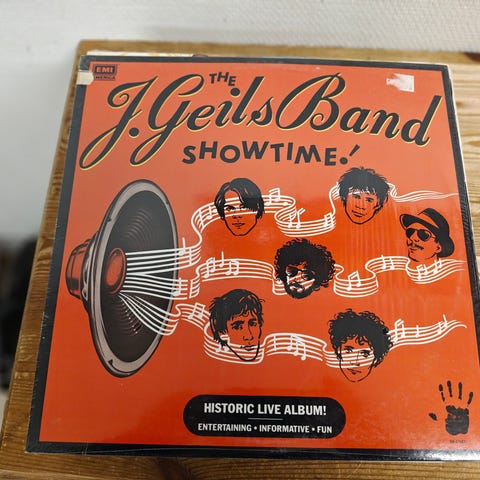 EMI
AMERICA
THE
J. Geils Band
SHOWTIME!
HISTORIC LIVE ALBUM!
ENTERTAINING • INFORMATIVE • FUN